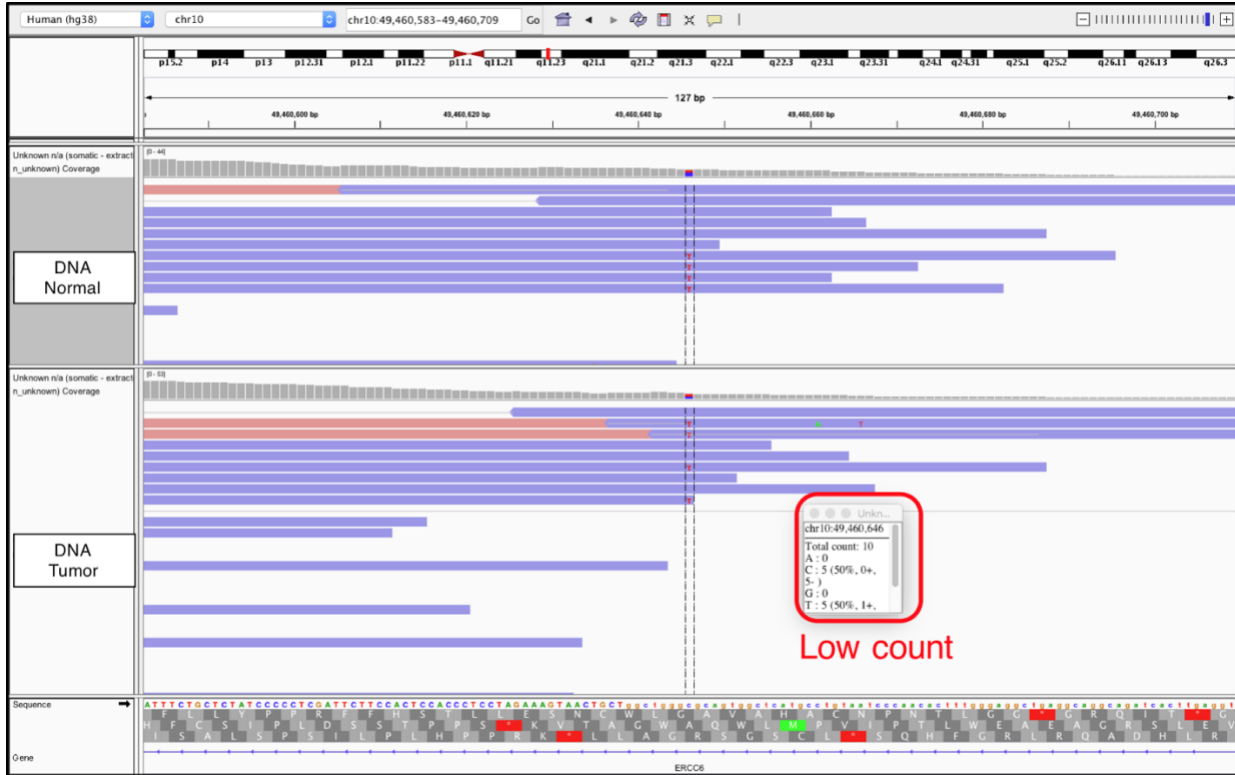 Human (hg38) chr10 chr10:49,460,583-49,460,709 Go
p15.2 p14 p13 p12.31 p12.1 p11.22 p11.1 q11.21 q11.23 q21.1 q21.2 q21.3 q22.1 q22.3 q23.1 q23.31 q24.1 q24.31 q25.1 q25.2 q26.11 q26.13 q26.3
127 bp
49,460,600 bp 49,460,620 bp 49,460,640 bp 49,460,660 bp 49,460,680 bp 49,460,700 bp
Unknown n/a (somatic - extract
n_unknown) Coverage
[0 - 44]
DNA
Normal
T
T
T
T
Unknown n/a (somatic - extract
n_unknown) Coverage
[0 - 53]
T T
T
T
T
DNA
Tumor
Unkn...
chr10:49,460,646
Total count: 10
A : 0
C : 5 (50%, 0+,
5- )
G : 0
T : 5 (50%, 1+,
Low count
Sequence
ATTTCTGCTCTATCCCCCTCGATTCTTCCACTCCACCCTCCTAGAAAGTAACTGCTggctgggcgcagtggctcatgcctgtaatcccaacactttgggaggctgaggcaggcagatcacttgaggt
Gene
ERCC6